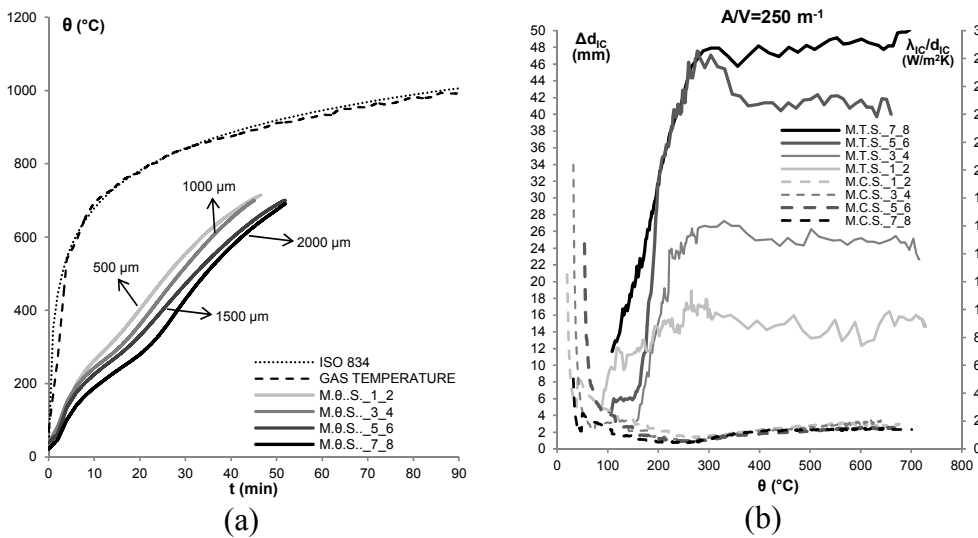 1200
1000
800
600
400
200
0
θ (°C)
1000 µm
500 µm
2000 µm
1500 µm
ISO 834
GAS TEMPERATURE
M.θ..S._1_2
M.θ.S.._3_4
M.θ.S.._5_6
M.θ.S.._7_8
0 10 20 30 40 50 60 70 80 90
t (min)
(a)
A/V=250 m⁻¹
50
48
46
44
42
40
38
36
34
32
30
28
26
24
22
20
18
16
14
12
10
8
6
4
2
0
Δd_IC
(mm)
λ_IC/d_IC
(W/m²K)
M.T.S._7_8
M.T.S._5_6
M.T.S._3_4
M.T.S._1_2
M.C.S._1_2
M.C.S._3_4
M.C.S._5_6
M.C.S._7_8
0 100 200 300 400 500 600 700 800
θ (°C)
(b)